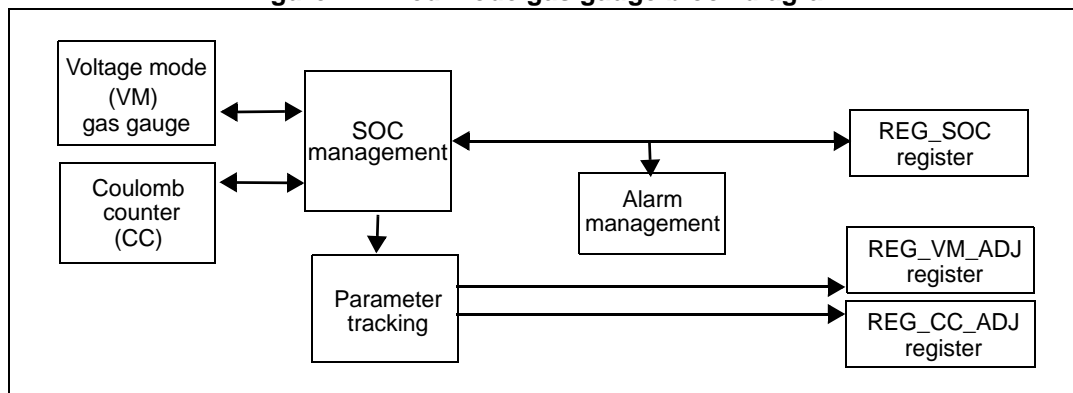 Voltage mode
(VM)
gas gauge
SOC
management
REG_SOC
register
Coulomb
counter
(CC)
Alarm
management
Parameter
tracking
REG_VM_ADJ
register
REG_CC_ADJ
register